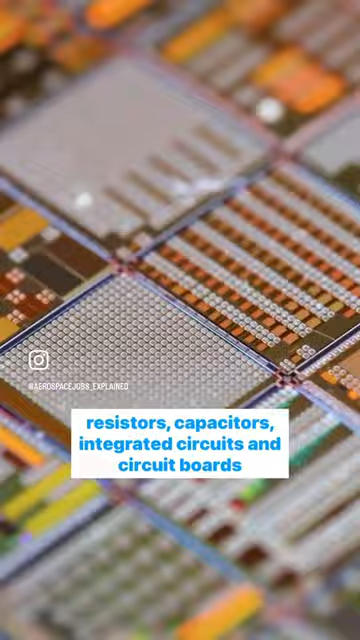 @AEROSPACEJOBS_EXPLAINED
resistors, capacitors,
integrated circuits and
circuit boards